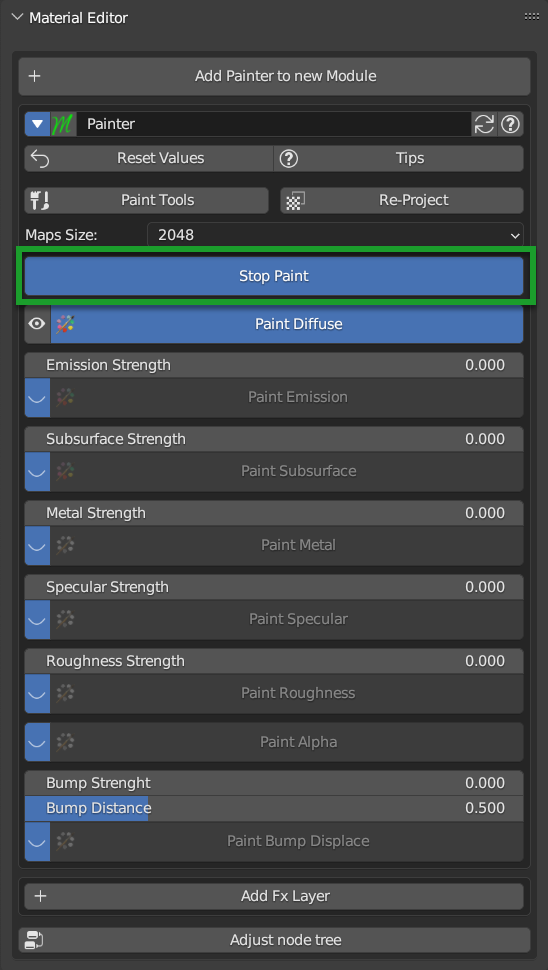 Material Editor
Add Painter to new Module
Painter
Reset Values Tips
Paint Tools Re-Project
Maps Size: 2048
Stop Paint
Paint Diffuse
Emission Strength 0.000
Paint Emission
Subsurface Strength 0.000
Paint Subsurface
Metal Strength 0.000
Paint Metal
Specular Strength 0.000
Paint Specular
Roughness Strength 0.000
Paint Roughness
Paint Alpha
Bump Strenght 0.000
Bump Distance 0.500
Paint Bump Displace
Add Fx Layer
Adjust node tree